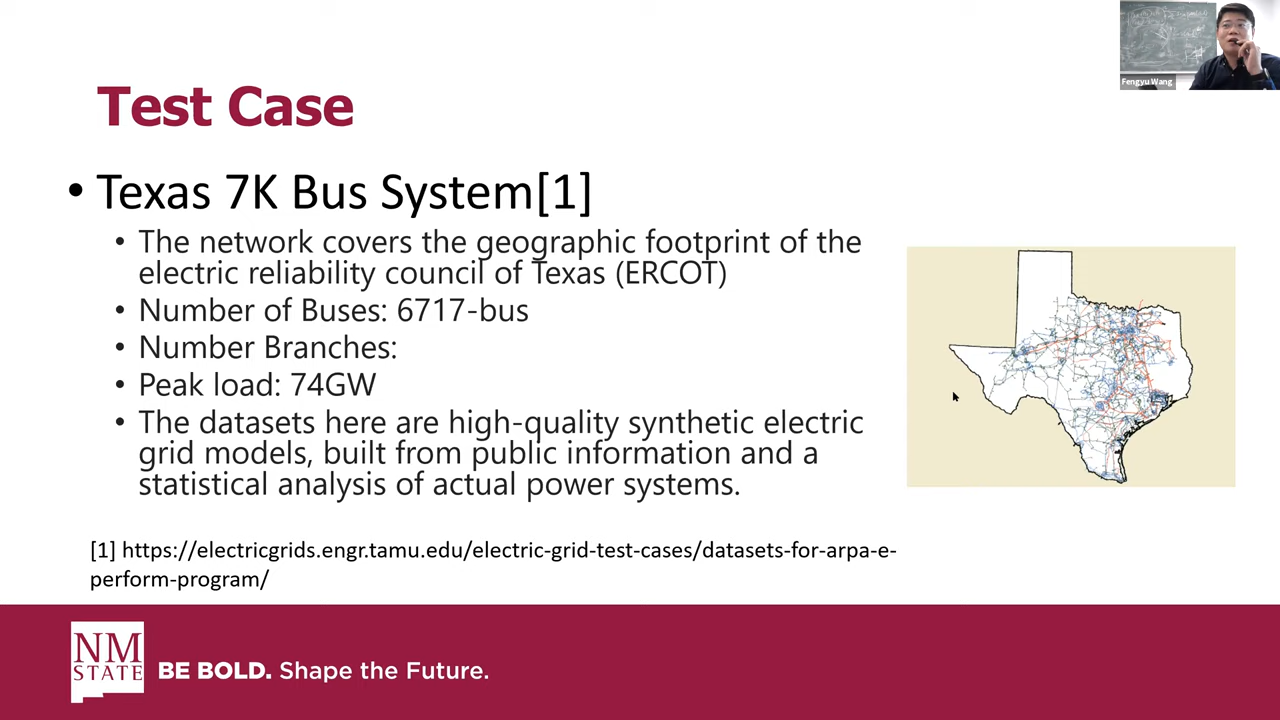 Fengyu Wang
Test Case
• Texas 7K Bus System[1]
• The network covers the geographic footprint of the
electric reliability council of Texas (ERCOT)
• Number of Buses: 6717-bus
• Number Branches:
• Peak load: 74GW
• The datasets here are high-quality synthetic electric
grid models, built from public information and a
statistical analysis of actual power systems.
[1] https://electricgrids.engr.tamu.edu/electric-grid-test-cases/datasets-for-arpa-e-
perform-program/
NM
STATE
BE BOLD. Shape the Future.